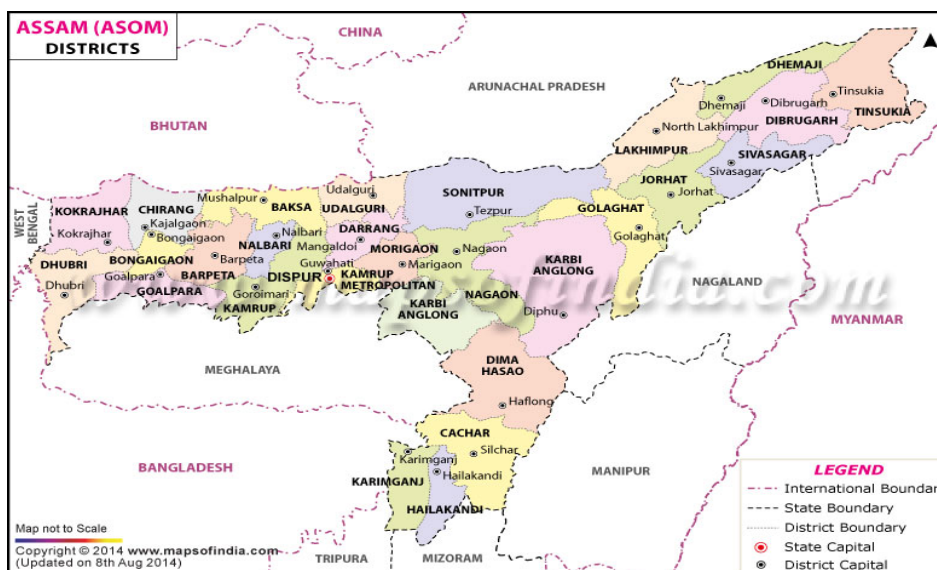 ASSAM (ASOM)
DISTRICTS
CHINA
ARUNACHAL PRADESH
BHUTAN
DHEMAJI
Dhemaji
Dibrugarh
Tinsukia
DIBRUGARH
TINSUKIA
North Lakhimpur
LAKHIMPUR
SIVASAGAR
Sivasagar
JORHAT
Jorhat
WEST
BENGAL
KOKRAJHAR
Kokrajhar
CHIRANG
Kajalgaon
Bongaigaon
Mushalpur
BAKSA
Udalguri
UDALGURI
SONITPUR
Tezpur
GOLAGHAT
Golaghat
DHUBRI
Dhubri
BONGAIGAON
Goalpara
GOALPARA
Barpeta
BARPETA
Nalbari
NALBARI
Mangaldoi
DARRANG
Guwahati
DISPUR
MORIGAON
Marigaon
KAMRUP
METROPOLITAN
Goroimari
KAMRUP
Nagaon
NAGAON
KARBI
ANGLONG
KARBI
ANGLONG
Diphu
NAGALAND
MYANMAR
www.mapsofindia.com
MEGHALAYA
DIMA
HASAO
Haflong
CACHAR
Silchar
Karimganj
KARIMGANJ
Hailakandi
HAILAKANDI
BANGLADESH
MANIPUR
TRIPURA
MIZORAM
LEGEND
International Boundar
State Boundary
District Boundary
State Capital
District Capital
Map not to Scale
Copyright © 2014 www.mapsofindia.com
(Updated on 8th Aug 2014)